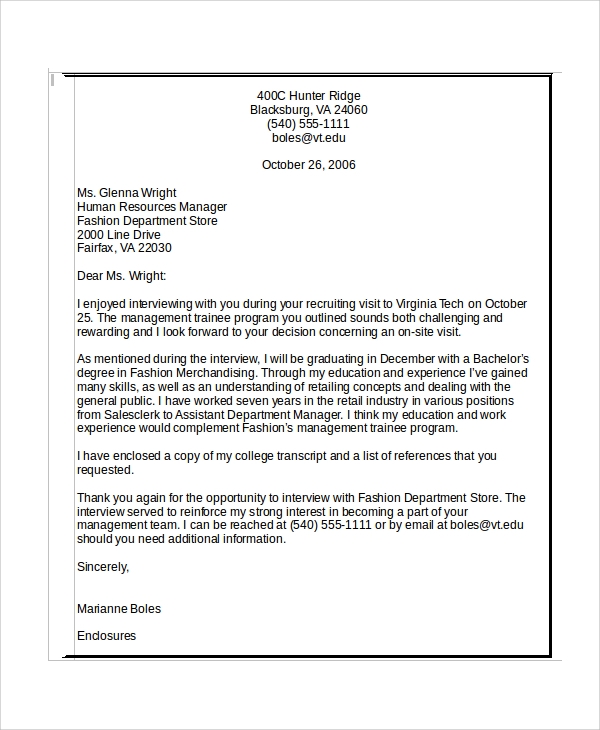 400C Hunter Ridge
Blacksburg, VA 24060
(540) 555-1111
boles@vt.edu
October 26, 2006
Ms. Glenna Wright
Human Resources Manager
Fashion Department Store
2000 Line Drive
Fairfax, VA 22030
Dear Ms. Wright:
I enjoyed interviewing with you during your recruiting visit to Virginia Tech on October
25. The management trainee program you outlined sounds both challenging and
rewarding and I look forward to your decision concerning an on-site visit.
As mentioned during the interview, I will be graduating in December with a Bachelor’s
degree in Fashion Merchandising. Through my education and experience I’ve gained
many skills, as well as an understanding of retailing concepts and dealing with the
general public. I have worked seven years in the retail industry in various positions
from Salesclerk to Assistant Department Manager. I think my education and work
experience would complement Fashion’s management trainee program.
I have enclosed a copy of my college transcript and a list of references that you
requested.
Thank you again for the opportunity to interview with Fashion Department Store. The
interview served to reinforce my strong interest in becoming a part of your
management team. I can be reached at (540) 555-1111 or by email at boles@vt.edu
should you need additional information.
Sincerely,
Marianne Boles
Enclosures